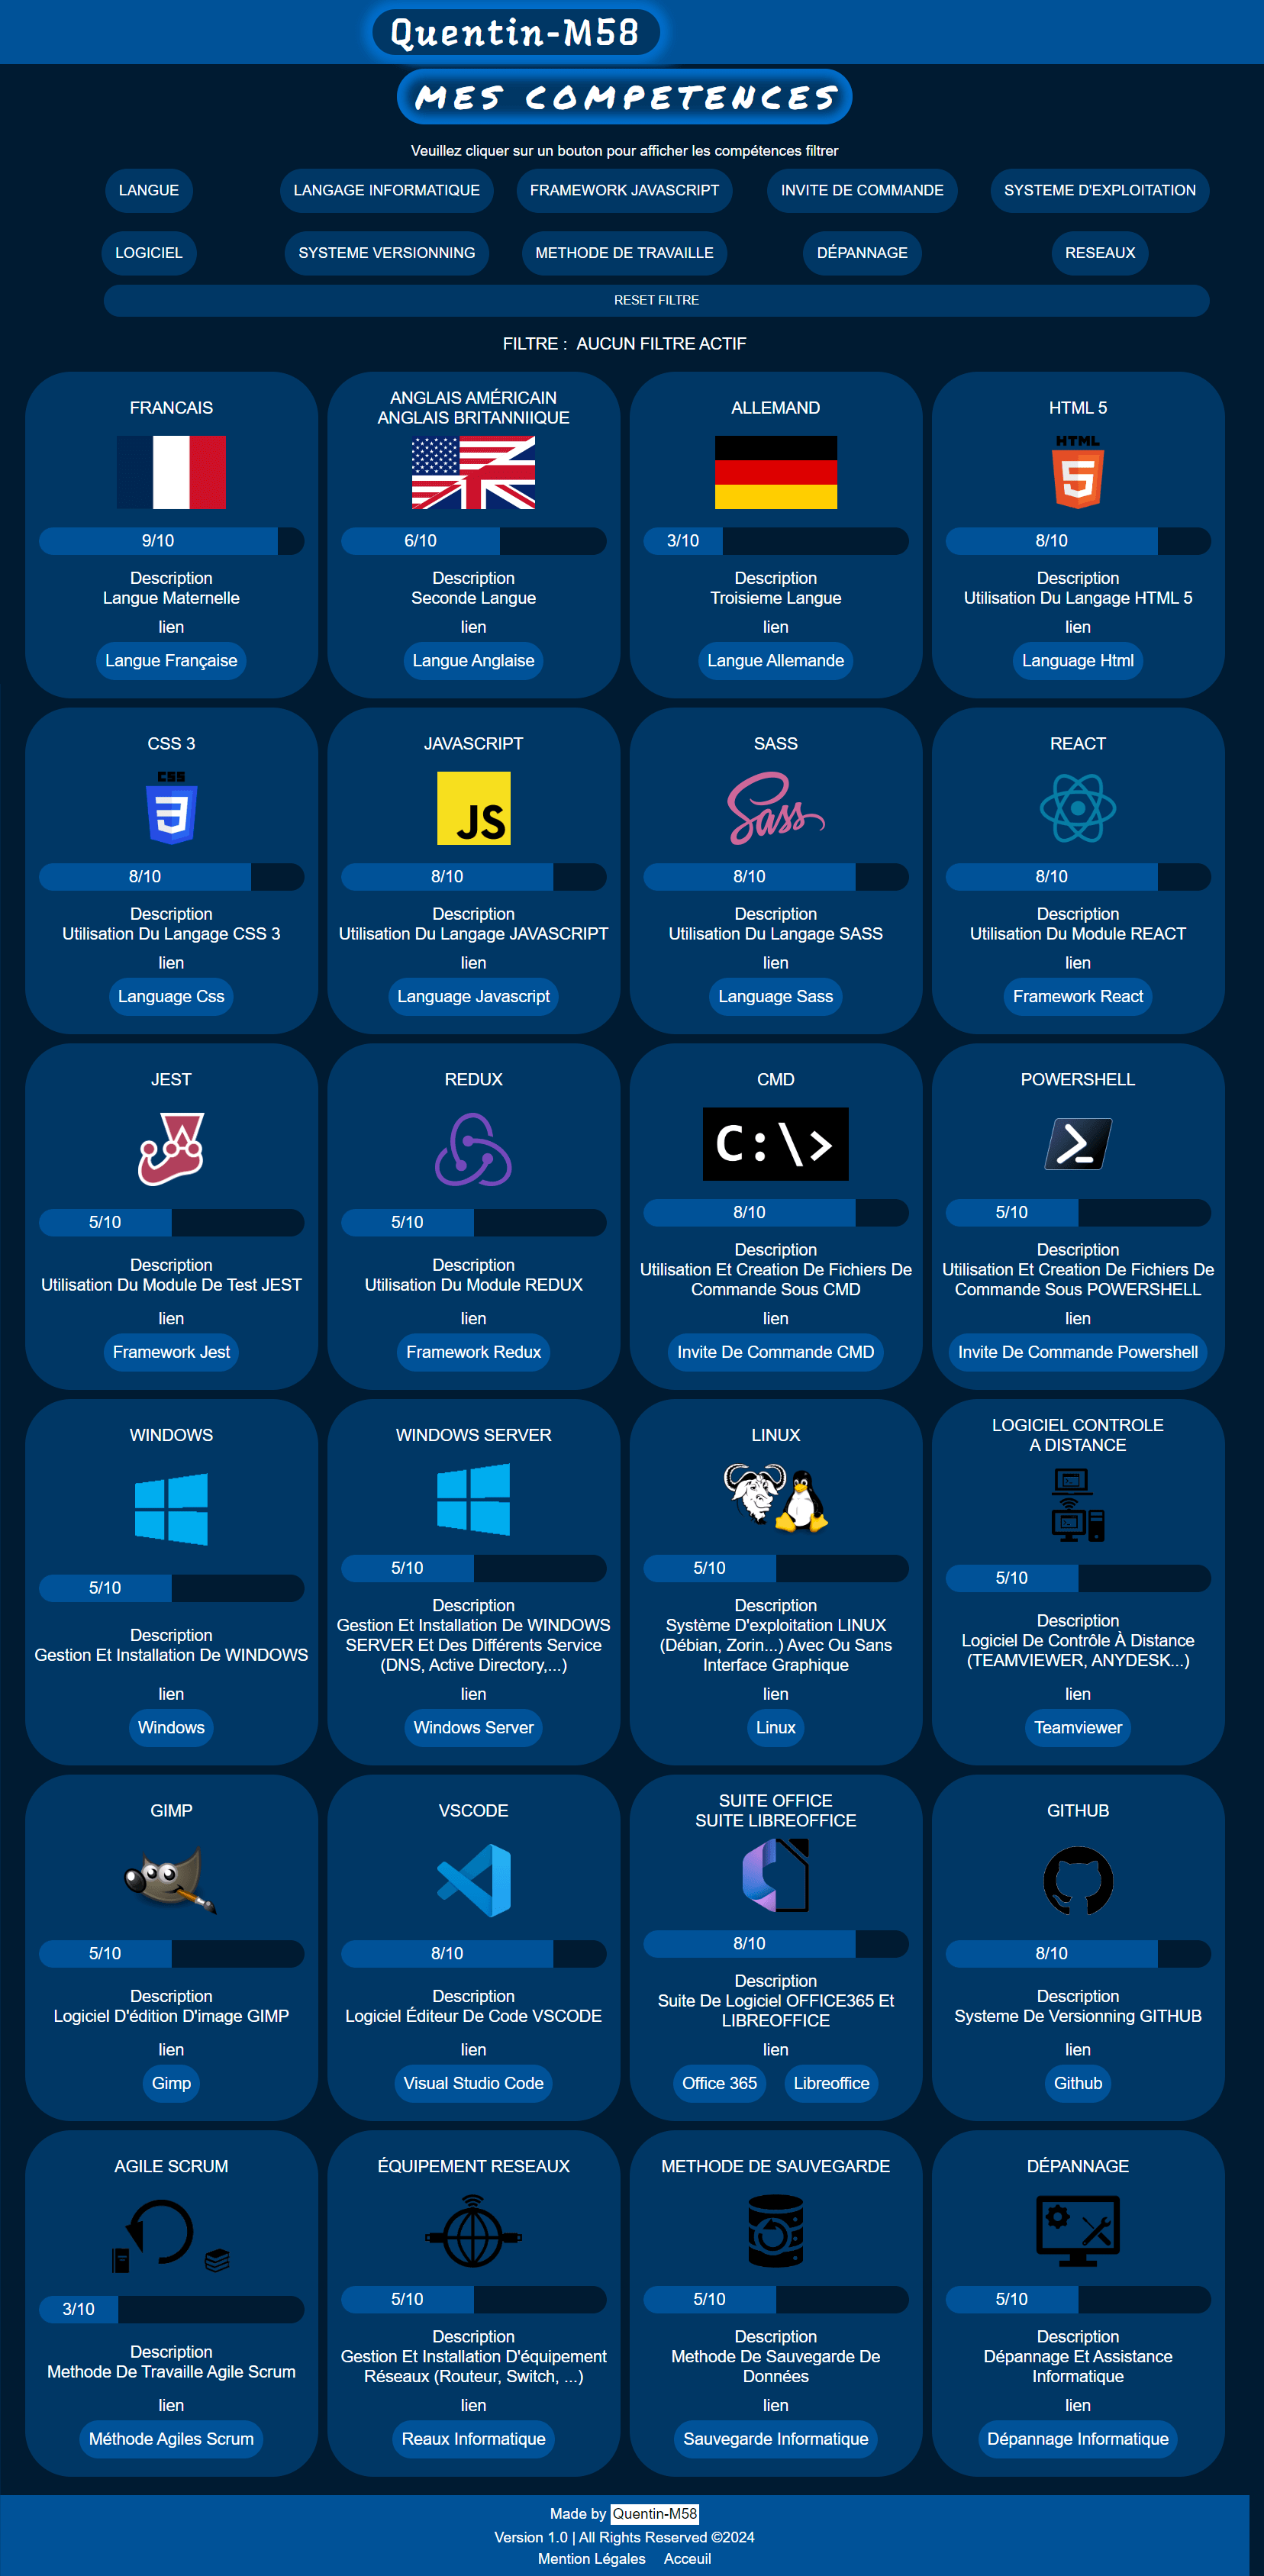 Quentin-M58
MES COMPETENCES
Veuillez cliquer sur un bouton pour afficher les compétences filtrer
LANGUE
LANGAGE INFORMATIQUE
FRAMEWORK JAVASCRIPT
INVITE DE COMMANDE
SYSTEME D'EXPLOITATION
LOGICIEL
SYSTEME VERSIONNING
METHODE DE TRAVAILLE
DÉPANNAGE
RESEAUX
RESET FILTRE
FILTRE : AUCUN FILTRE ACTIF
FRANCAIS
9/10
Description
Langue Maternelle
lien
Langue Française
ANGLAIS AMÉRICAIN
ANGLAIS BRITANNIIQUE
6/10
Description
Seconde Langue
lien
Langue Anglaise
ALLEMAND
3/10
Description
Troisieme Langue
lien
Langue Allemande
HTML 5
HTML
5
8/10
Description
Utilisation Du Langage HTML 5
lien
Language Html
CSS 3
CSS
3
8/10
Description
Utilisation Du Langage CSS 3
lien
Language Css
JAVASCRIPT
JS
8/10
Description
Utilisation Du Langage JAVASCRIPT
lien
Language Javascript
SASS
Sass
8/10
Description
Utilisation Du Langage SASS
lien
Language Sass
REACT
8/10
Description
Utilisation Du Module REACT
lien
Framework React
JEST
5/10
Description
Utilisation Du Module De Test JEST
lien
Framework Jest
REDUX
5/10
Description
Utilisation Du Module REDUX
lien
Framework Redux
CMD
C:\>
8/10
Description
Utilisation Et Creation De Fichiers De
Commande Sous CMD
lien
Invite De Commande CMD
POWERSHELL
5/10
Description
Utilisation Et Creation De Fichiers De
Commande Sous POWERSHELL
lien
Invite De Commande Powershell
WINDOWS
5/10
Description
Gestion Et Installation De WINDOWS
lien
Windows
WINDOWS SERVER
5/10
Description
Gestion Et Installation De WINDOWS
SERVER Et Des Différents Service
(DNS, Active Directory,...)
lien
Windows Server
LINUX
5/10
Description
Système D'exploitation LINUX
(Débian, Zorin...) Avec Ou Sans
Interface Graphique
lien
Linux
LOGICIEL CONTROLE
A DISTANCE
5/10
Description
Logiciel De Contrôle À Distance
(TEAMVIEWER, ANYDESK...)
lien
Teamviewer
GIMP
5/10
Description
Logiciel D'édition D'image GIMP
lien
Gimp
VSCODE
8/10
Description
Logiciel Éditeur De Code VSCODE
lien
Visual Studio Code
SUITE OFFICE
SUITE LIBREOFFICE
8/10
Description
Suite De Logiciel OFFICE365 Et
LIBREOFFICE
lien
Office 365
Libreoffice
GITHUB
8/10
Description
Systeme De Versionning GITHUB
lien
Github
AGILE SCRUM
3/10
Description
Methode De Travaille Agile Scrum
lien
Méthode Agiles Scrum
ÉQUIPEMENT RESEAUX
5/10
Description
Gestion Et Installation D'équipement
Réseaux (Routeur, Switch, ...)
lien
Reaux Informatique
METHODE DE SAUVEGARDE
5/10
Description
Methode De Sauvegarde De
Données
lien
Sauvegarde Informatique
DÉPANNAGE
5/10
Description
Dépannage Et Assistance
Informatique
lien
Dépannage Informatique
Made by Quentin-M58
Version 1.0 | All Rights Reserved ©2024
Mention Légales Acceuil